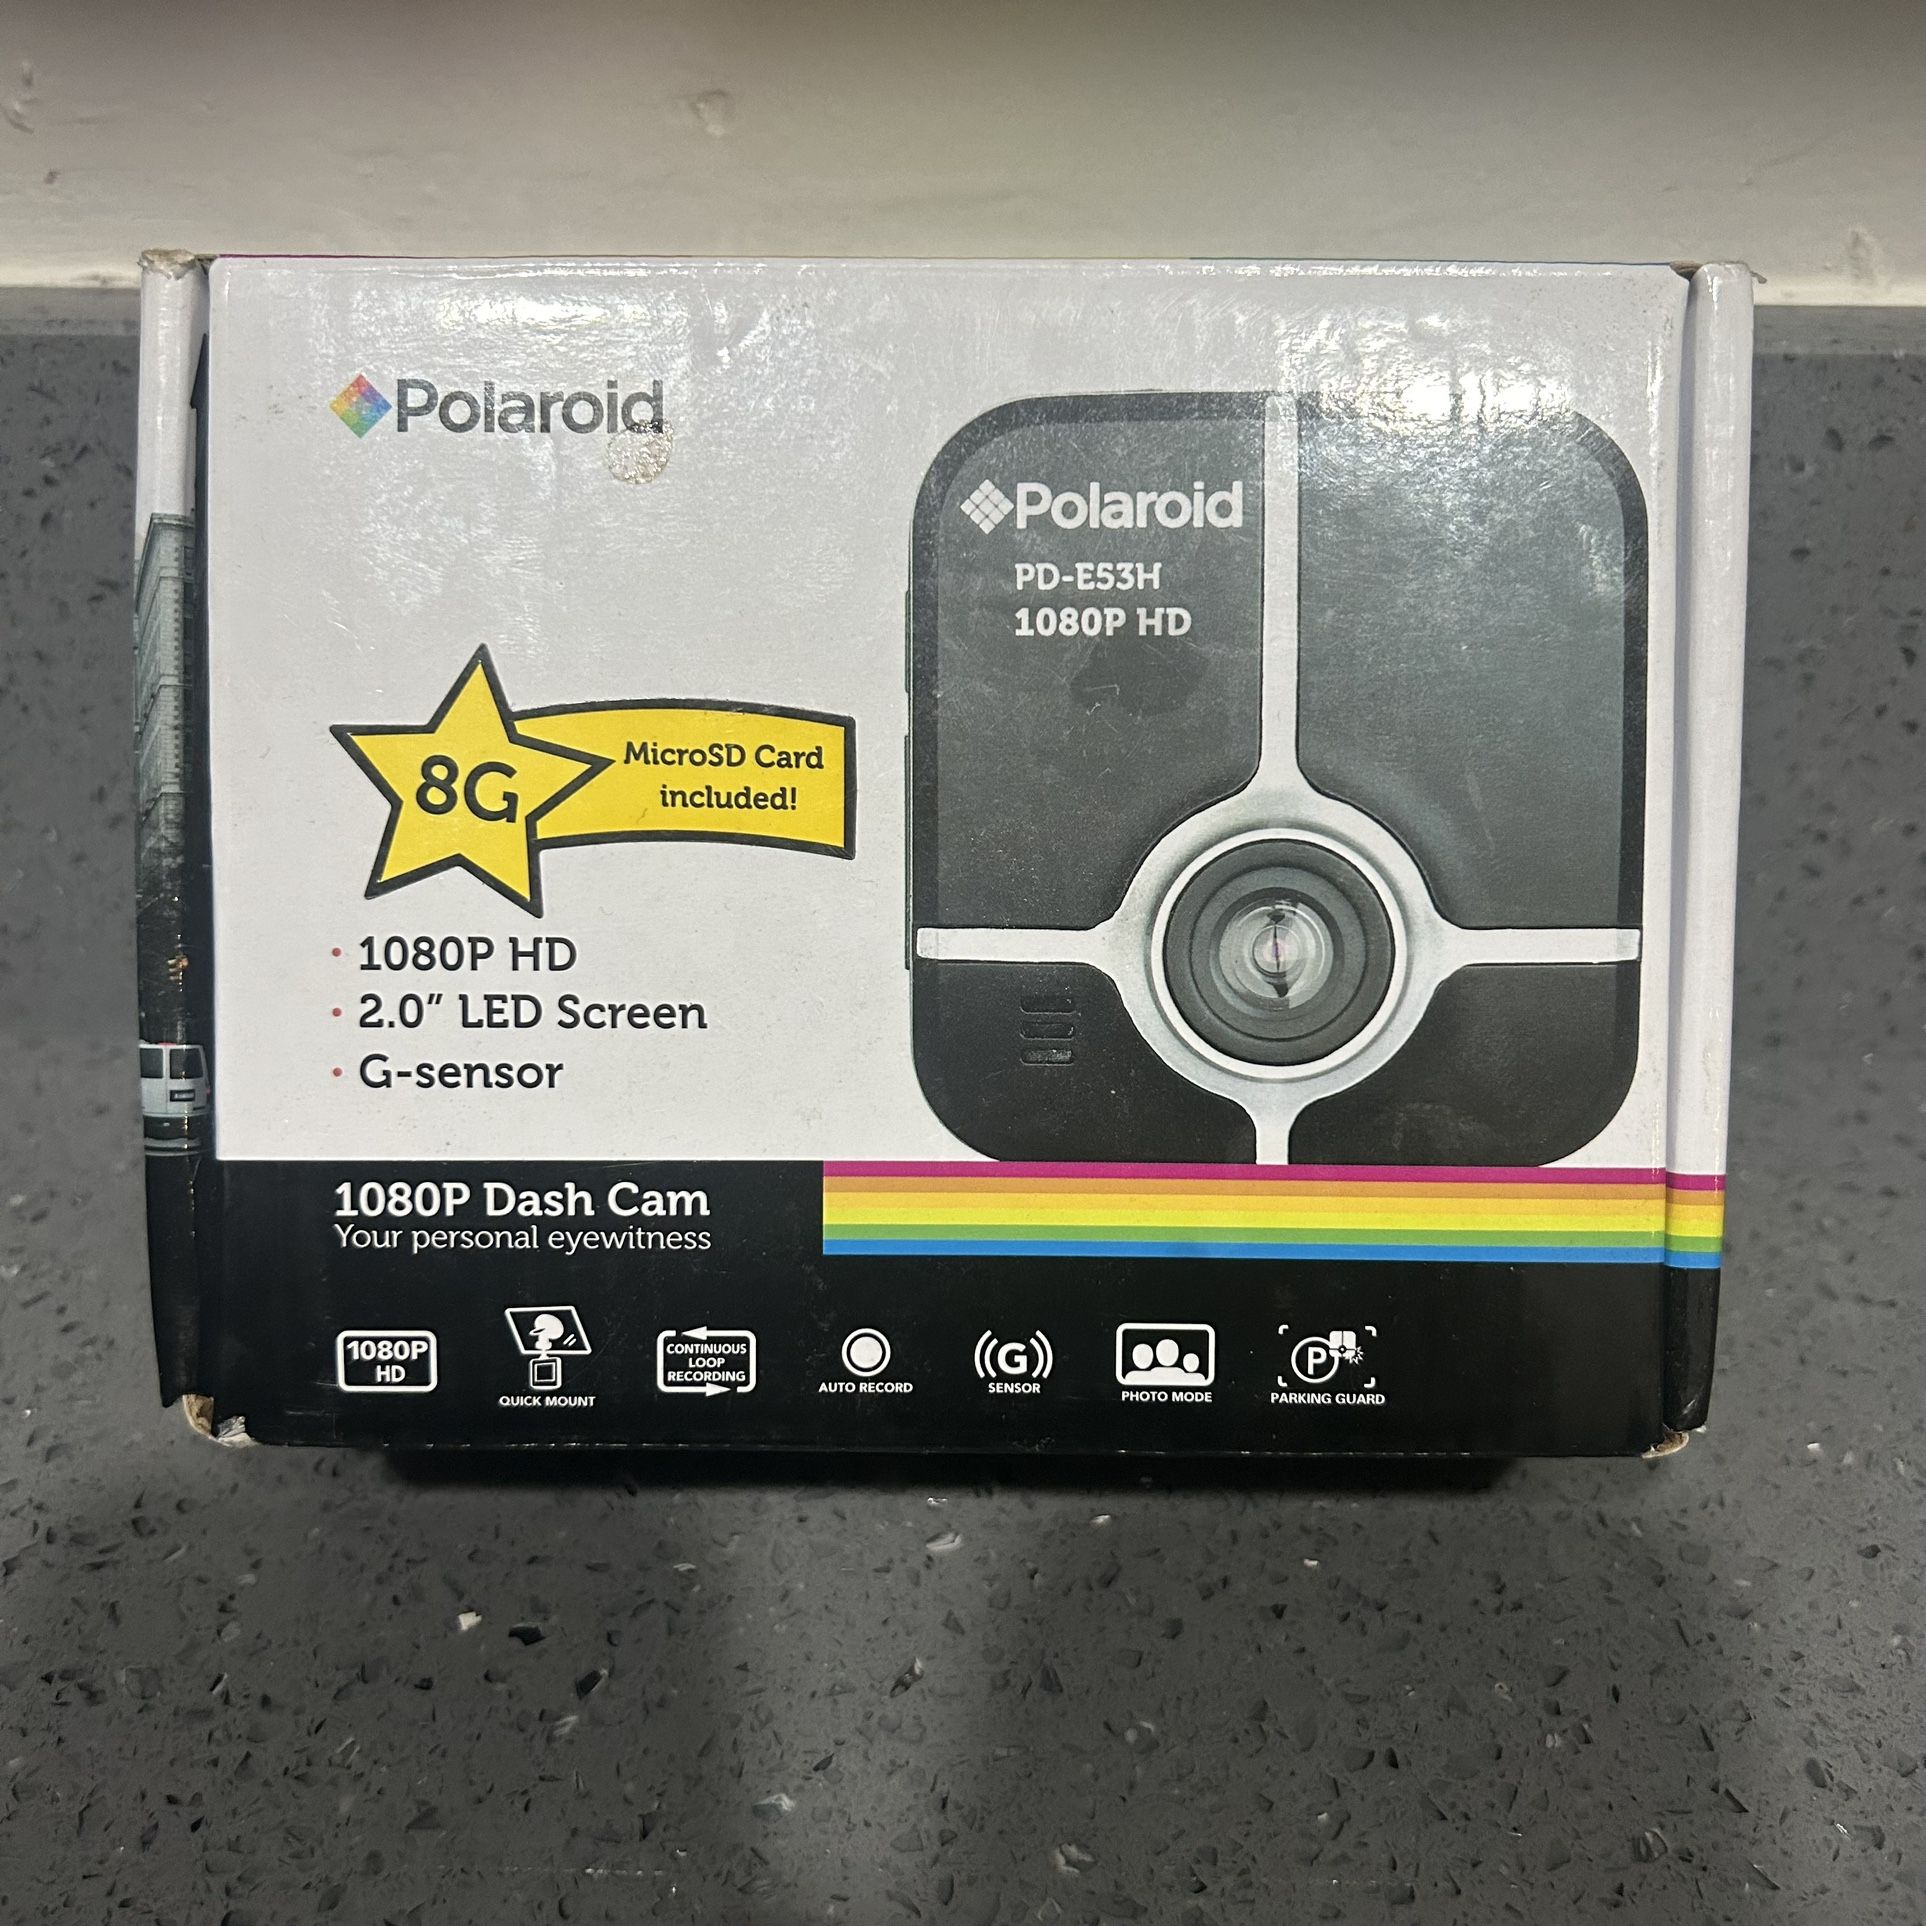 Polaroid
Polaroid
PD-E53H
1080P HD
8G
MicroSD Card
included!
• 1080P HD
• 2.0” LED Screen
• G-sensor
1080P Dash Cam
Your personal eyewitness
1080P
HD
QUICK MOUNT
CONTINUOUS
LOOP
RECORDING
AUTO RECORD
((G))
SENSOR
PHOTO MODE
P
PARKING GUARD